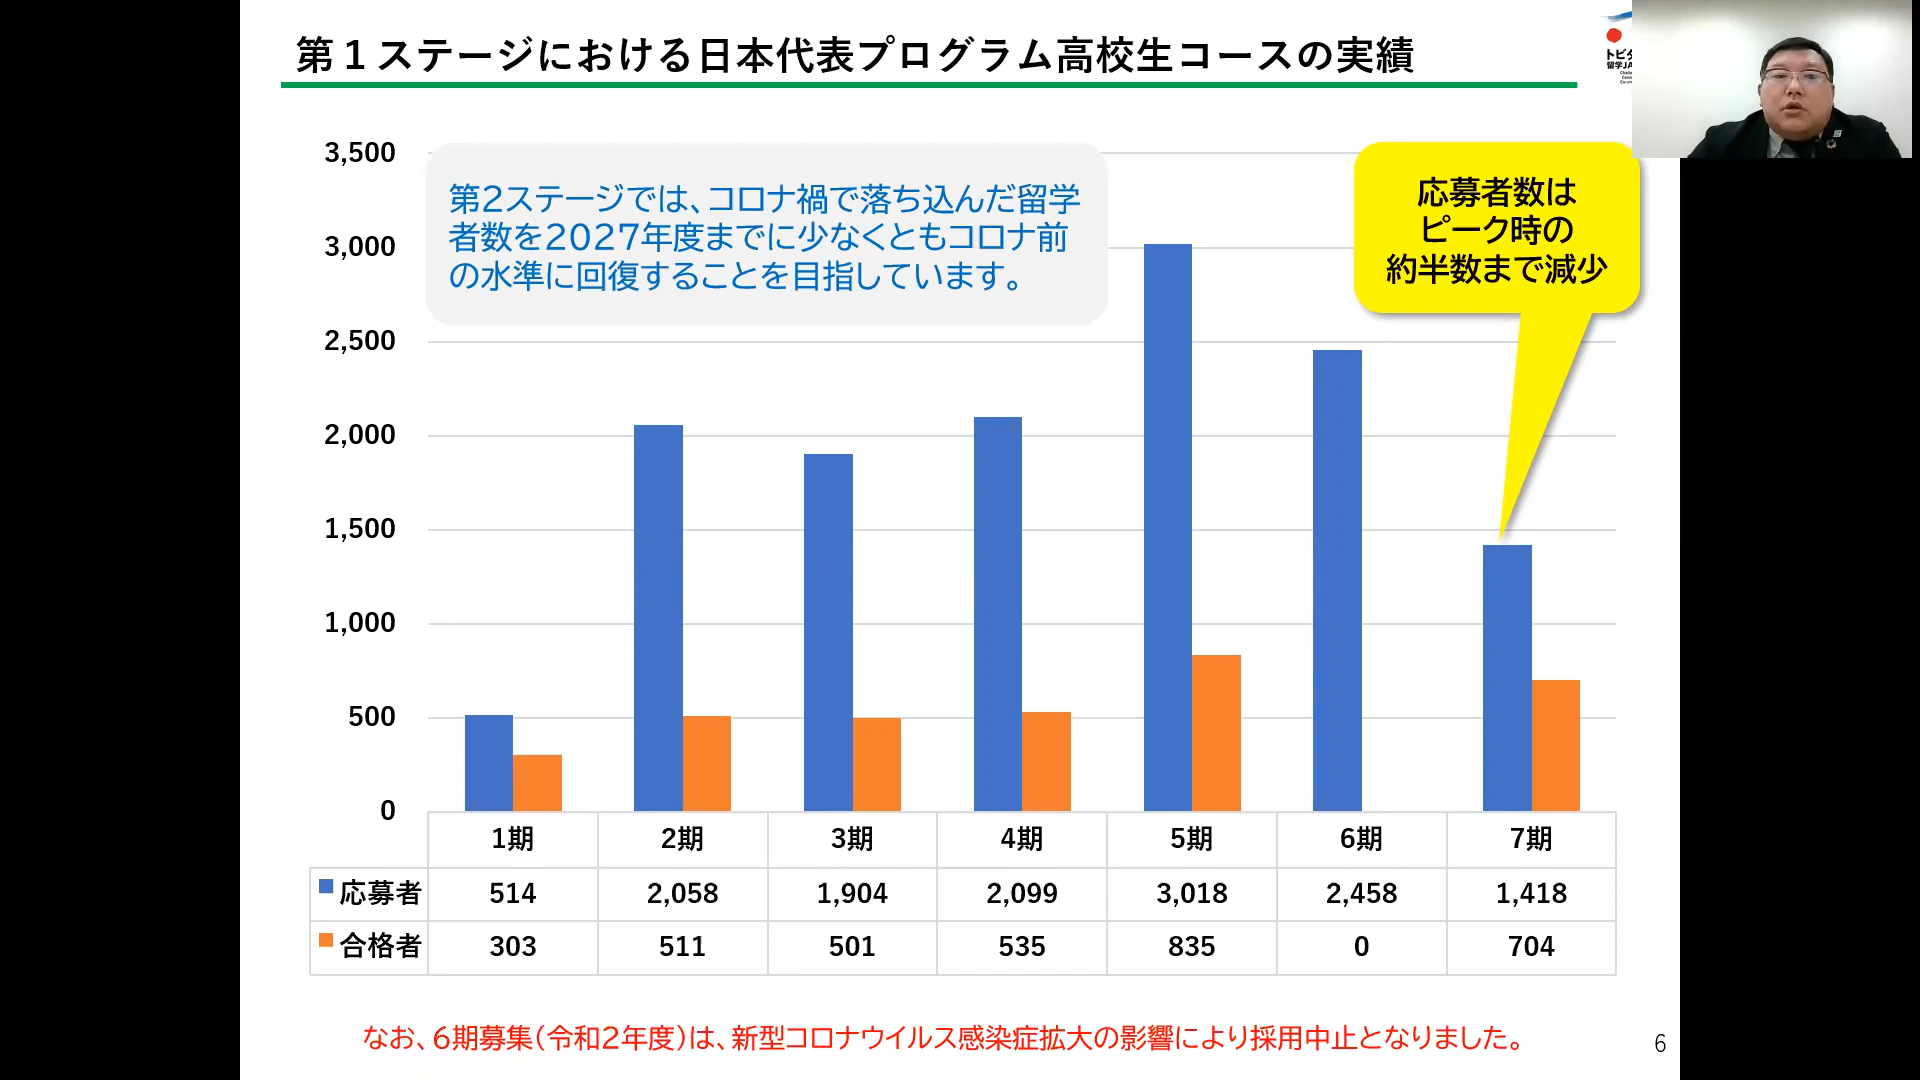 第１ステージにおける日本代表プログラム高校生コースの実績
3,500
3,000
2,500
2,000
1,500
1,000
500
0
第2ステージでは、コロナ禍で落ち込んだ留学
者数を2027年度までに少なくともコロナ前
の水準に回復することを目指しています。
応募者数は
ピーク時の
約半数まで減少
1期 2期 3期 4期 5期 6期 7期
応募者 514 2,058 1,904 2,099 3,018 2,458 1,418
合格者 303 511 501 535 835 0 704
なお、6期募集(令和2年度)は、新型コロナウイルス感染症拡大の影響により採用中止となりました。
6